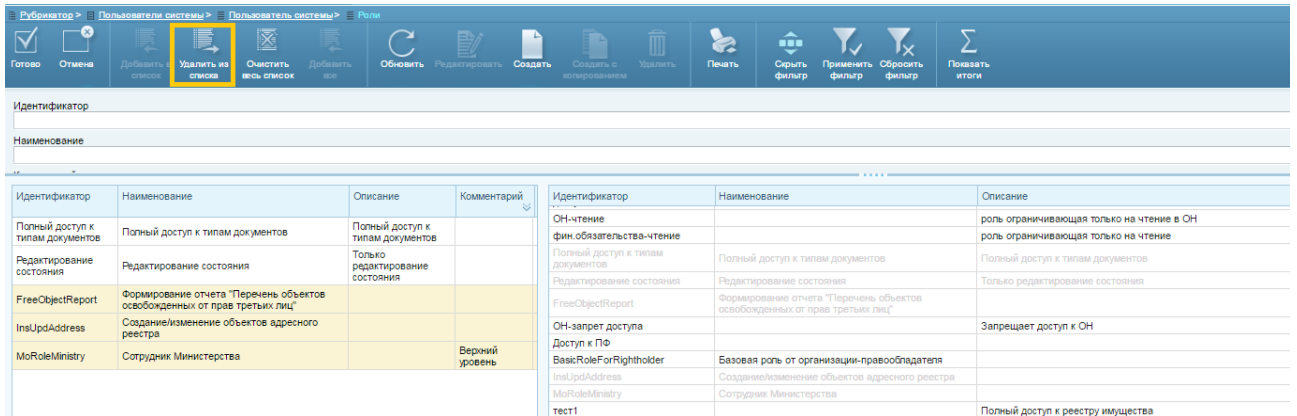 Рубрикатор > Пользователи системы > Пользователь системы> Роли
Готово Отмена Добавить в список Удалить из списка Очистить весь список Добавить все Обновить Редактировать Создать Создать с копированием Удалить Печать Скрыть фильтр Применить фильтр Сбросить фильтр Показать итоги
Идентификатор
Наименование
Идентификатор Наименование Описание Комментарий
Полный доступ к типам документов Полный доступ к типам документов Полный доступ к типам документов
Редактирование состояния Редактирование состояния Только редактирование состояния
FreeObjectReport Формирование отчета "Перечень объектов освобожденных от прав третьих лиц"
InsUpdAddress Создание/изменение объектов адресного реестра
MoRoleMinistry Сотрудник Министерства Верхний уровень
Идентификатор Наименование Описание
ОН-чтение роль ограничивающая только на чтение в ОН
фин.обязательства-чтение роль ограничивающая только на чтение
Полный доступ к типам документов Полный доступ к типам документов Полный доступ к типам документов
Редактирование состояния Редактирование состояния Только редактирование состояния
FreeObjectReport Формирование отчета "Перечень объектов освобожденных от прав третьих лиц"
ОН-запрет доступа Запрещает доступ к ОН
Доступ к ПФ
BasicRoleForRightholder Базовая роль от организации-правообладателя
InsUpdAddress Создание/изменение объектов адресного реестра
MoRoleMinistry Сотрудник Министерства
тест1 Полный доступ к реестру имущества